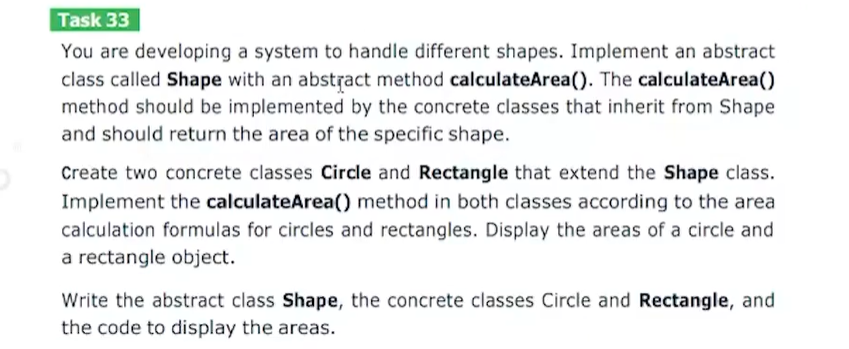 Task 33
You are developing a system to handle different shapes. Implement an abstract
class called Shape with an abstract method calculateArea(). The calculateArea()
method should be implemented by the concrete classes that inherit from Shape
and should return the area of the specific shape.
Create two concrete classes Circle and Rectangle that extend the Shape class.
Implement the calculateArea() method in both classes according to the area
calculation formulas for circles and rectangles. Display the areas of a circle and
a rectangle object.
Write the abstract class Shape, the concrete classes Circle and Rectangle, and
the code to display the areas.